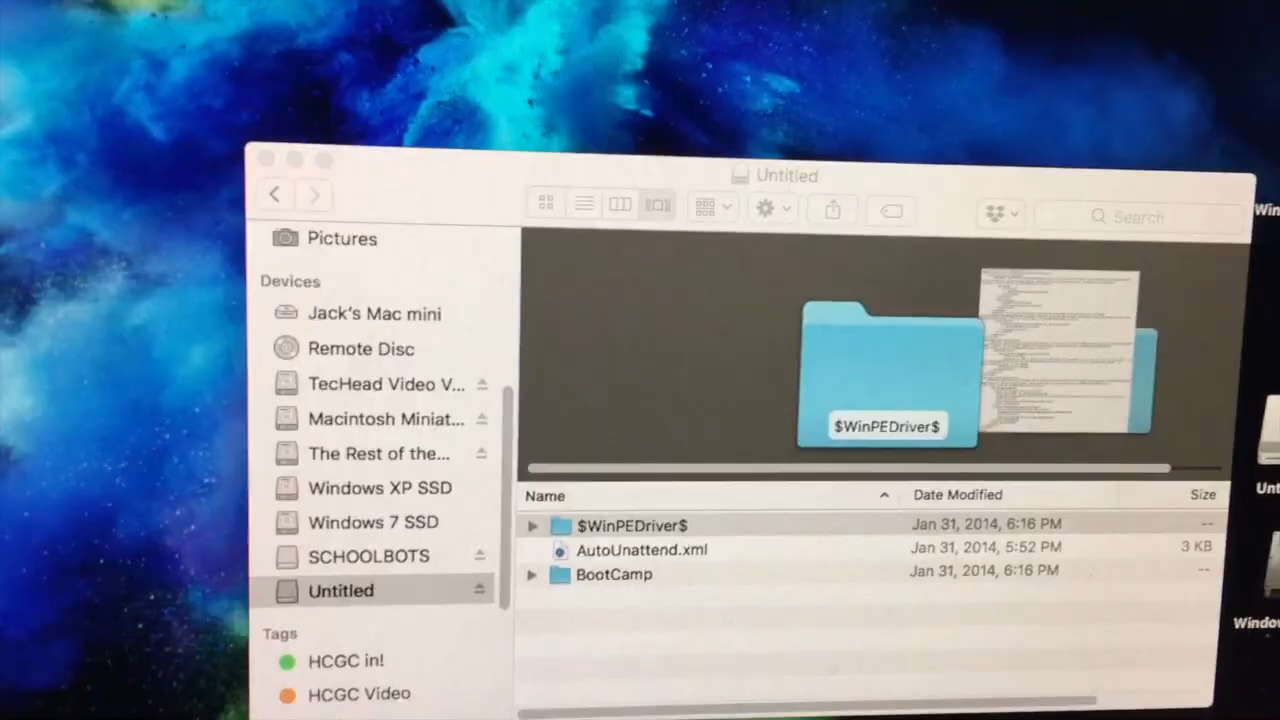 Untitled
Search
Pictures
Devices
Jack's Mac mini
Remote Disc
TecHead Video V...
Macintosh Miniat...
The Rest of the...
Windows XP SSD
Windows 7 SSD
SCHOOLBOTS
Untitled
Tags
HCGC in!
HCGC Video
$WinPEDriver$
Name Date Modified Size
$WinPEDriver$ Jan 31, 2014, 6:16 PM --
AutoUnattend.xml Jan 31, 2014, 5:52 PM 3 KB
BootCamp Jan 31, 2014, 6:16 PM --
Win
Unt
Windo